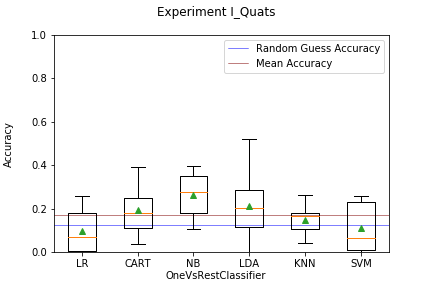 Experiment I_Quats
1.0
Random Guess Accuracy
Mean Accuracy
0.8
0.6
Accuracy
0.4
0.2
0.0
LR CART NB LDA KNN SVM
OneVsRestClassifier